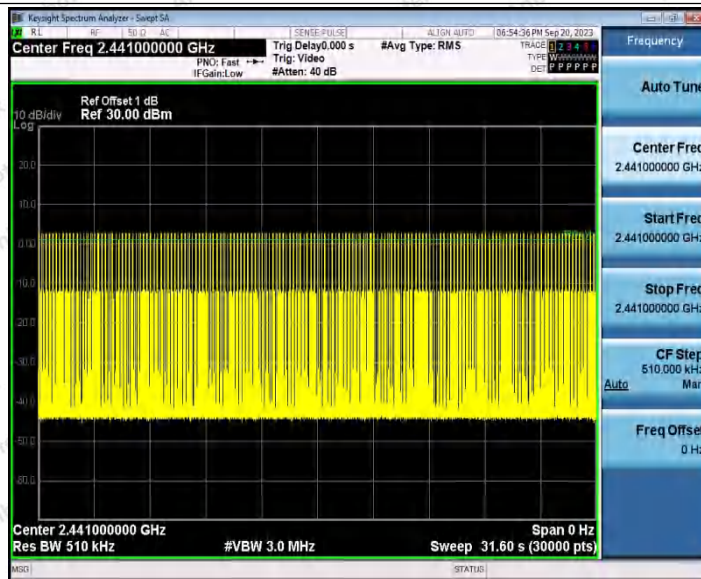 Keysight Spectrum Analyzer - Swept SA
RL RF 50 Ω AC SENSE:PULSE ALIGN AUTO 06:54:36 PM Sep 20, 2023
Center Freq 2.441000000 GHz
PNO: Fast
IFGain:Low
Trig Delay0.000 s
Trig: Video
#Atten: 40 dB
#Avg Type: RMS
TRACE 1 2 3 4 5 6
TYPE
DET P P P P P P
Ref Offset 1 dB
10 dB/div Ref 30.00 dBm
Log
20.0
10.0
0.00
-10.0
-20.0
-30.0
-40.0
-50.0
-60.0
Center 2.441000000 GHz Span 0 Hz
Res BW 510 kHz #VBW 3.0 MHz Sweep 31.60 s (30000 pts)
MSG STATUS
Frequency
Auto Tune
Center Freq
2.441000000 GHz
Start Freq
2.441000000 GHz
Stop Freq
2.441000000 GHz
CF Step
510.000 kHz
Auto Man
Freq Offset
0 Hz